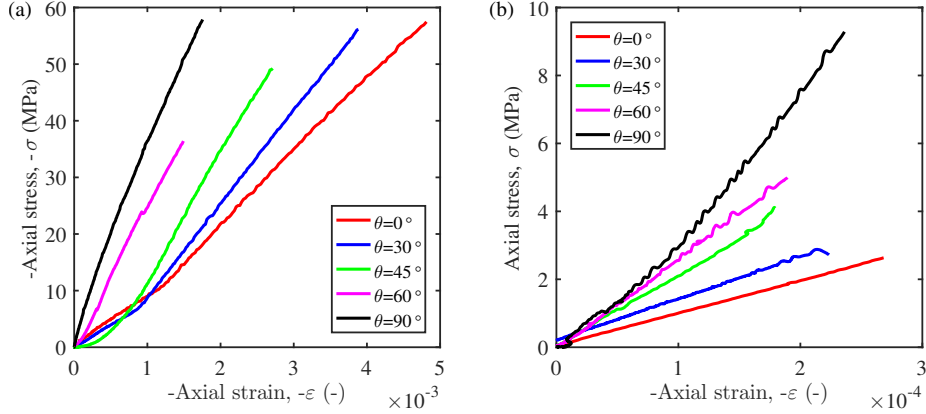 (a)
60
50
40
30
20
10
0
-Axial stress, -σ (MPa)
θ=0°
θ=30°
θ=45°
θ=60°
θ=90°
0 1 2 3 4 5
-Axial strain, -ε (-)
×10⁻³
(b)
10
8
6
4
2
0
Axial stress, σ (MPa)
θ=0°
θ=30°
θ=45°
θ=60°
θ=90°
0 1 2 3
-Axial strain, -ε (-)
×10⁻⁴